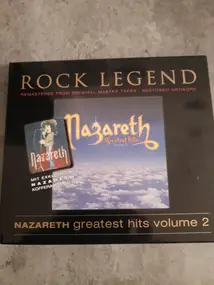 ROCK LEGEND
REMASTERED FROM ORIGINAL MASTER TAPES · RESTORED ARTWORK
Nazareth
Greatest Hits
Nazareth
MIT
NAZARETH
NAZARETH greatest hits volume 2